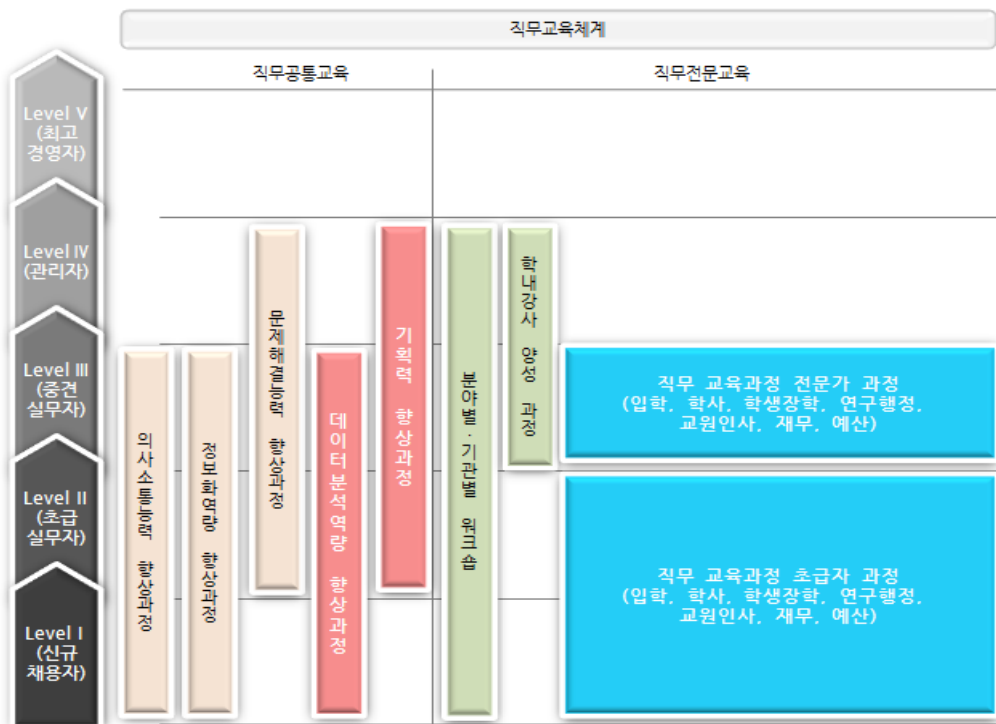 직무교육체계
직무공통교육
직무전문교육
Level V
(최고
경영자)
Level IV
(관리자)
Level III
(중견
실무자)
Level II
(초급
실무자)
Level I
(신규
채용자)
의사소통능력 향상과정
정보화역량 향상과정
문제해결능력 향상과정
데이터분석역량 향상과정
기획력 향상과정
분야별·기관별 워크숍
학내강사 양성 과정
직무 교육과정 전문가 과정
(입학, 학사, 학생장학, 연구행정,
교원인사, 재무, 예산)
직무 교육과정 초급자 과정
(입학, 학사, 학생장학, 연구행정,
교원인사, 재무, 예산)